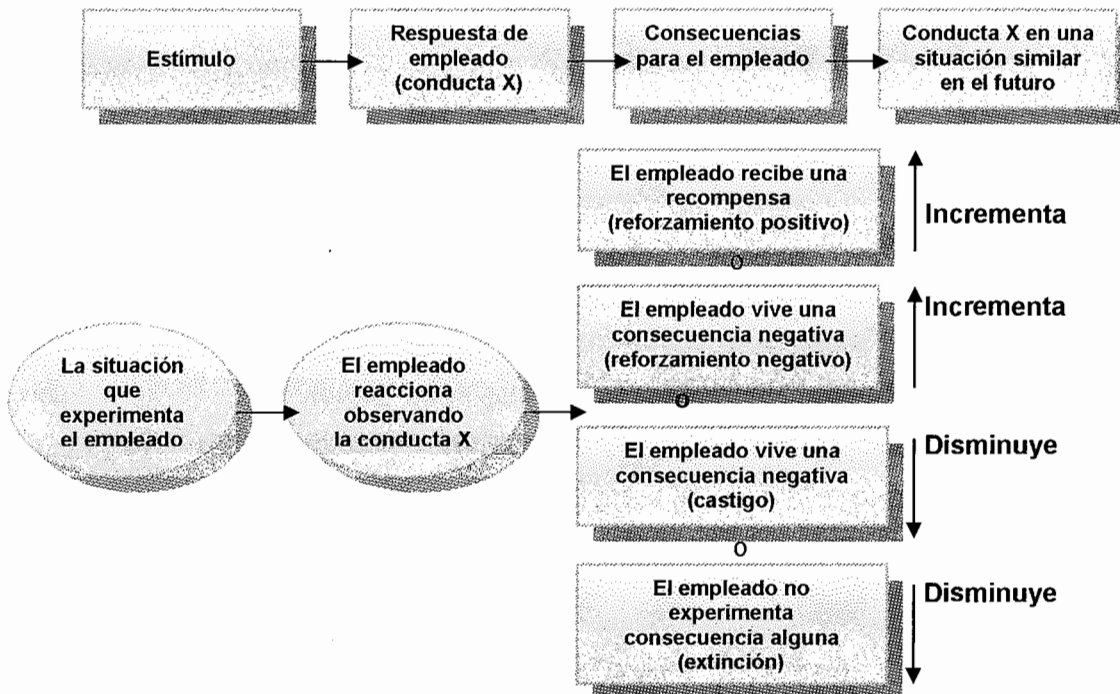 Estímulo
Respuesta de
empleado
(conducta X)
Consecuencias
para el empleado
Conducta X en una
situación similar
en el futuro
El empleado recibe una
recompensa
(reforzamiento positivo)
Incrementa
o
El empleado vive una
consecuencia negativa
(reforzamiento negativo)
Incrementa
o
La situación
que
experimenta
el empleado
El empleado
reacciona
observando
la conducta X
El empleado vive una
consecuencia negativa
(castigo)
Disminuye
o
El empleado no
experimenta
consecuencia alguna
(extinción)
Disminuye